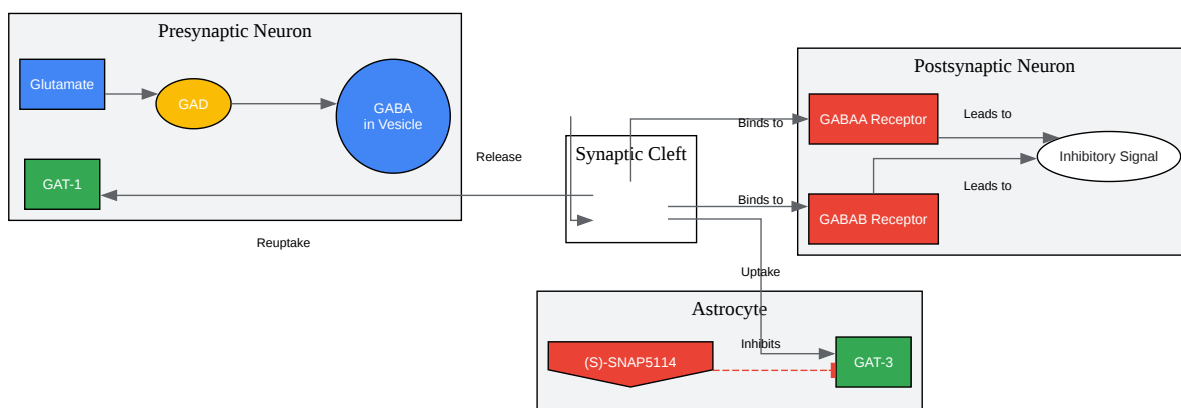 Presynaptic Neuron
Glutamate
GAD
GABA
in Vesicle
GAT-1
Release
Reuptake
Synaptic Cleft
Binds to
Binds to
Uptake
Postsynaptic Neuron
GABAA Receptor
Leads to
Inhibitory Signal
GABAB Receptor
Leads to
Astrocyte
(S)-SNAP5114
Inhibits
GAT-3